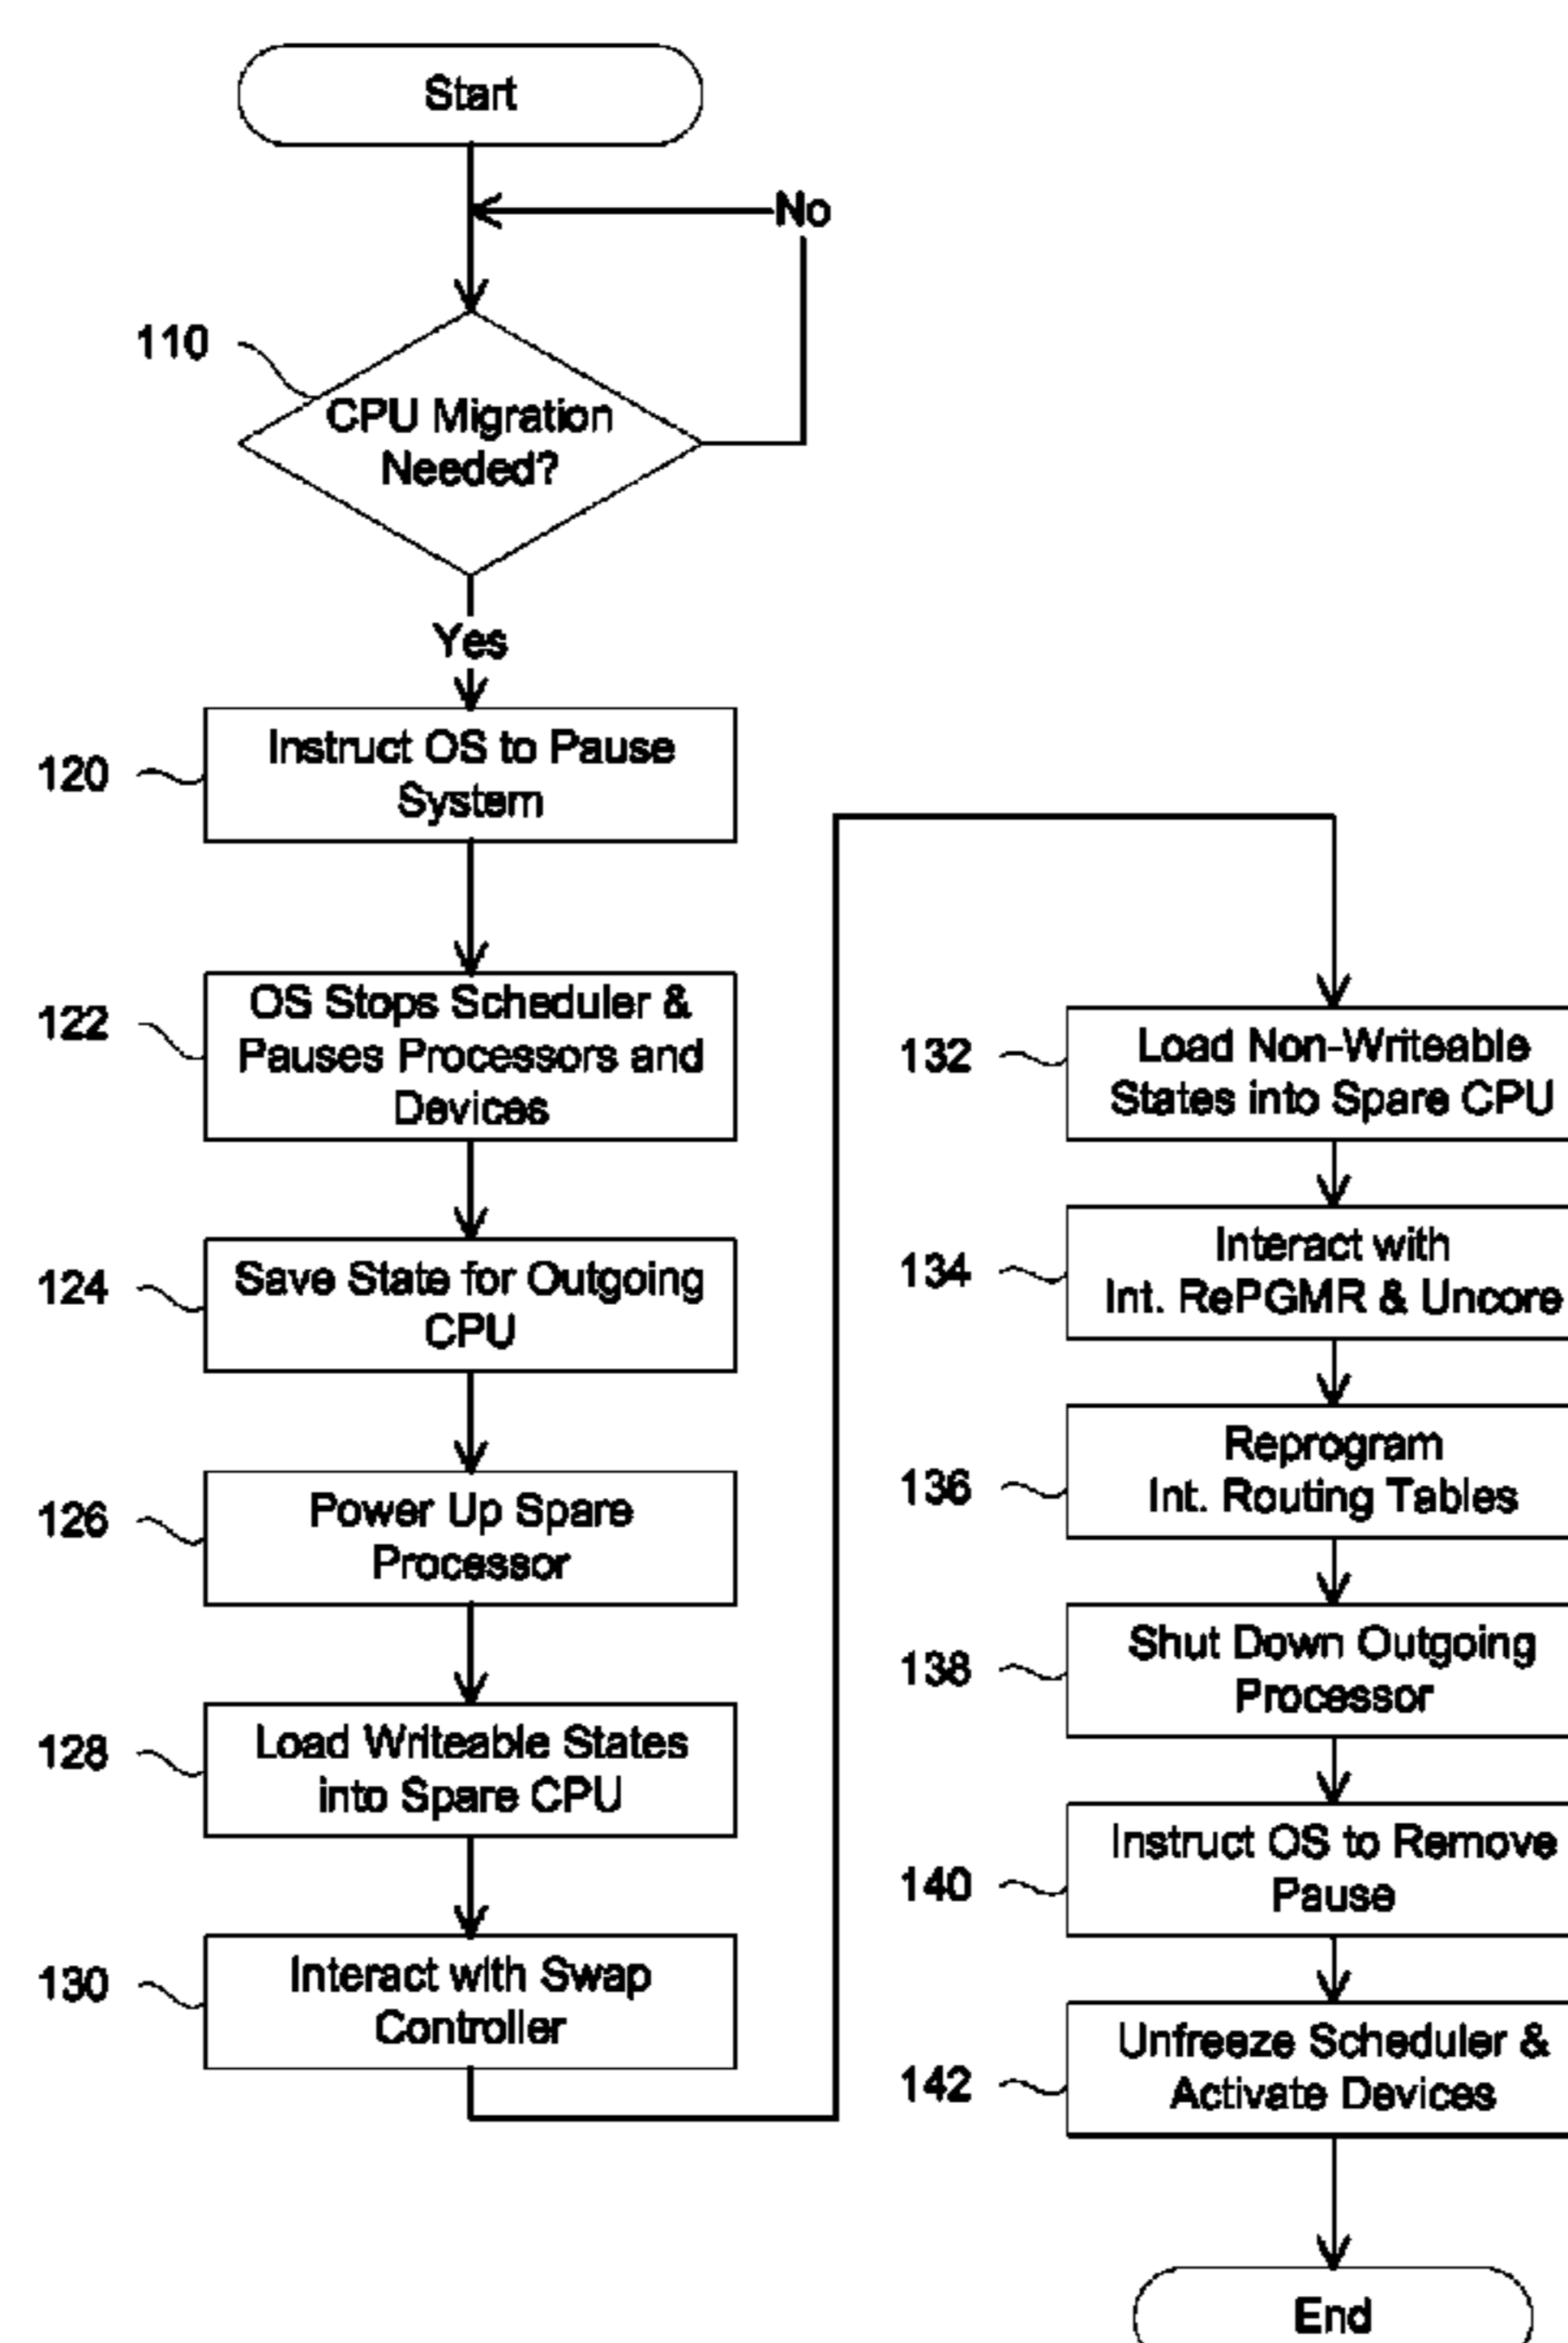 Start
No
110
CPU Migration
Needed?
Yes
120
Instruct OS to Pause
System
122
OS Stops Scheduler &
Pauses Processors and
Devices
124
Save State for Outgoing
CPU
126
Power Up Spare
Processor
128
Load Writeable States
into Spare CPU
130
Interact with Swap
Controller
132
Load Non-Writeable
States into Spare CPU
134
Interact with
Int. RePGMR & Uncore
136
Reprogram
Int. Routing Tables
138
Shut Down Outgoing
Processor
140
Instruct OS to Remove
Pause
142
Unfreeze Scheduler &
Activate Devices
End